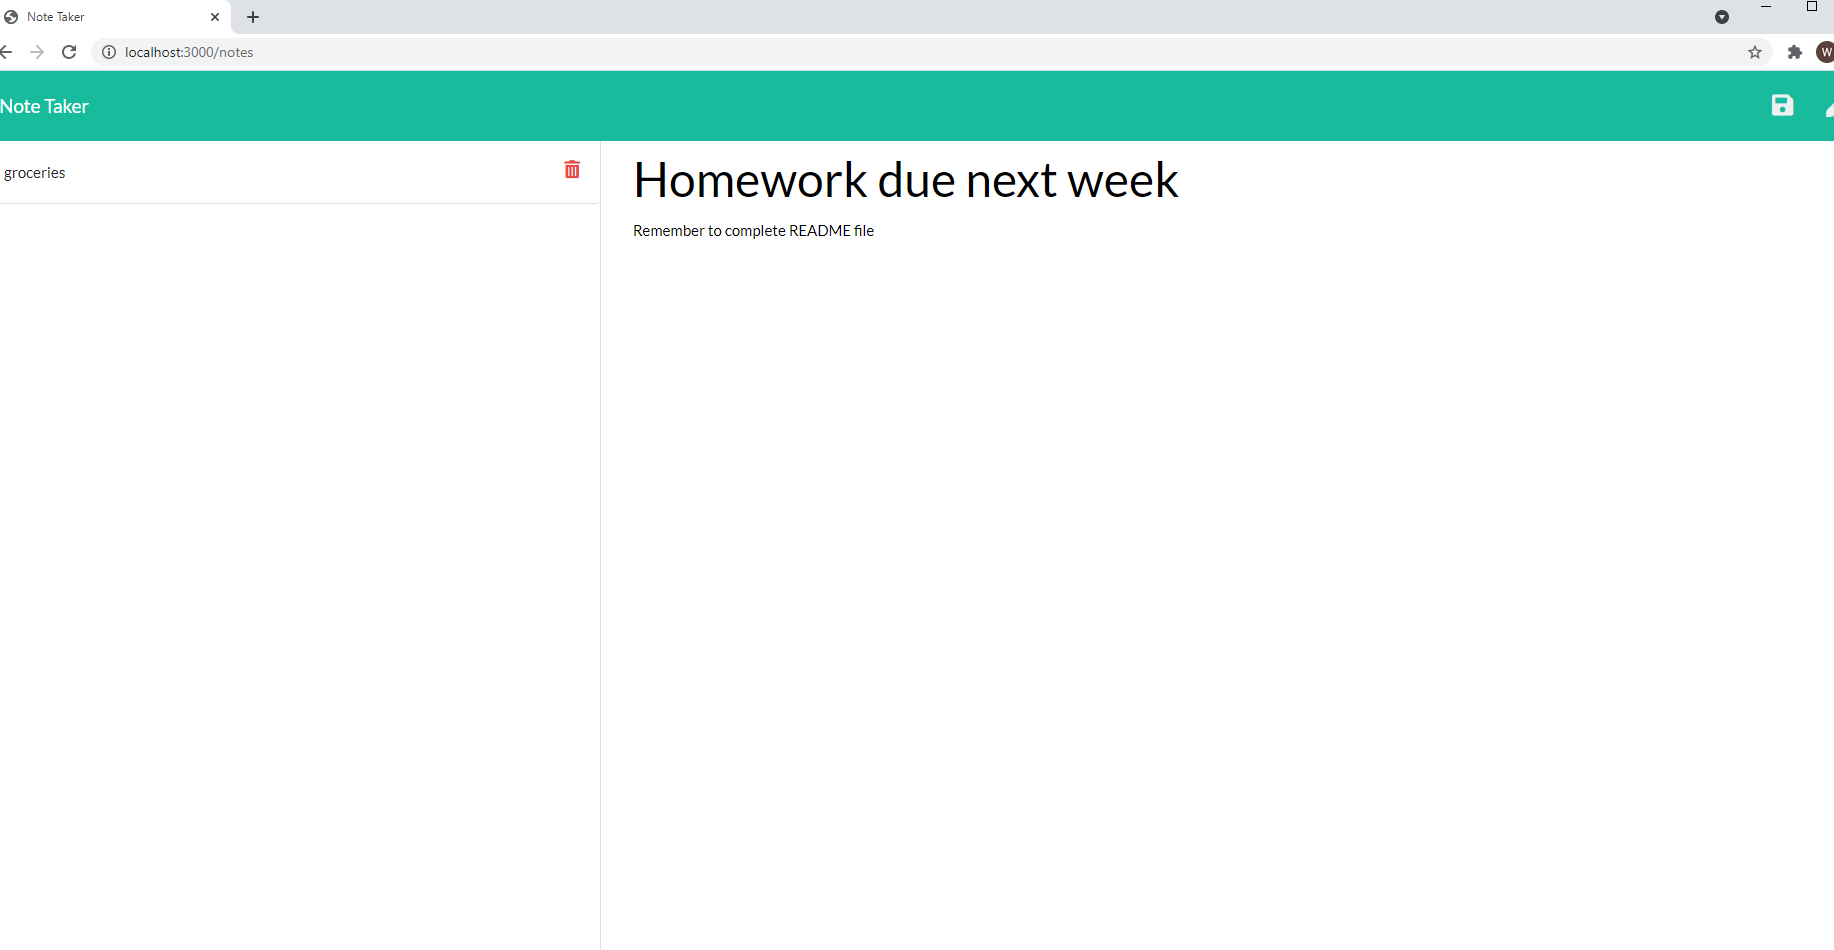 Note Taker
localhost:3000/notes
W
Note Taker
groceries
Homework due next week
Remember to complete README file